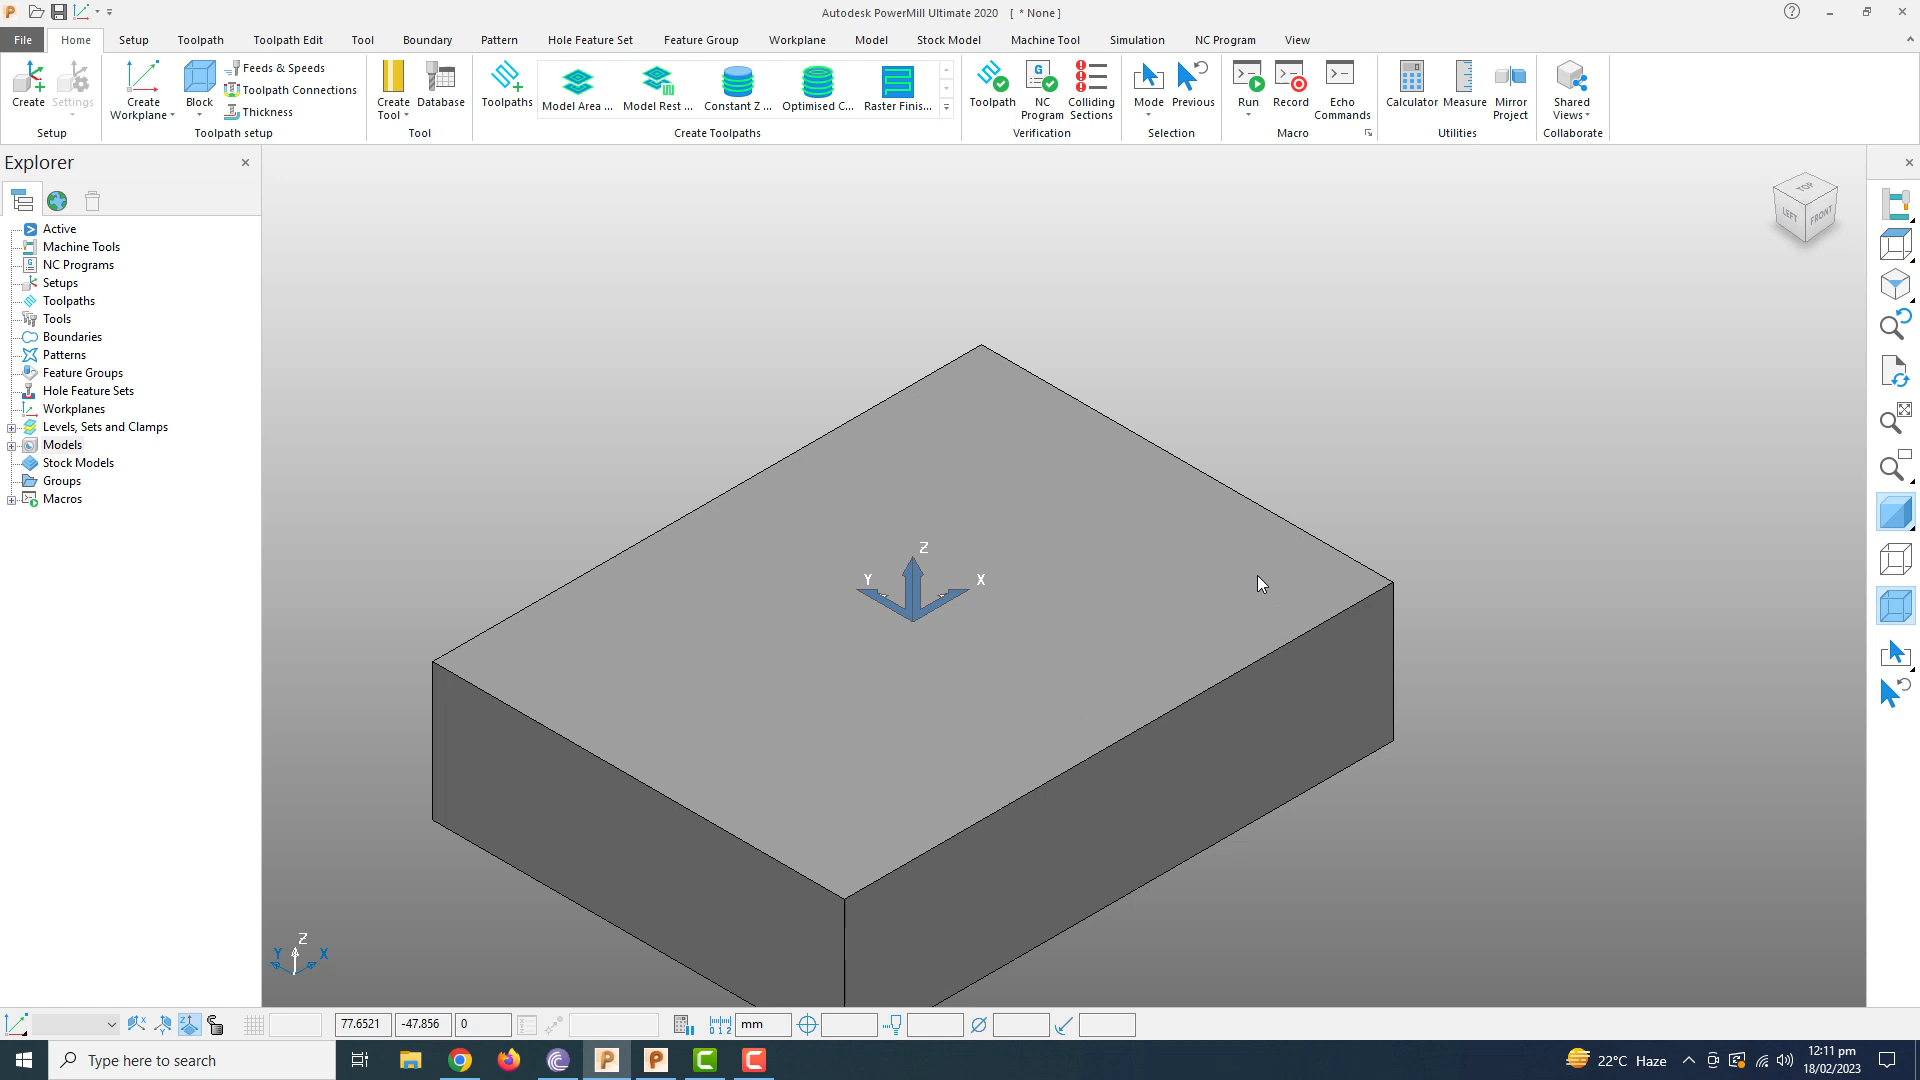 Autodesk PowerMill Ultimate 2020 [ * None ]
File Home Setup Toolpath Toolpath Edit Tool Boundary Pattern Hole Feature Set Feature Group Workplane Model Stock Model Machine Tool Simulation NC Program View
Create
Settings
Setup
Create Workplane
Block
Feeds & Speeds
Toolpath Connections
Thickness
Toolpath setup
Create Tool
Database
Tool
Toolpaths
Model Area ...
Model Rest ...
Constant Z ...
Optimised C...
Raster Finis...
Create Toolpaths
Toolpath
NC Program
Colliding Sections
Verification
Mode
Previous
Selection
Run
Record
Echo Commands
Macro
Calculator
Measure
Mirror Project
Utilities
Shared Views
Collaborate
Explorer
Active
Machine Tools
NC Programs
Setups
Toolpaths
Tools
Boundaries
Patterns
Feature Groups
Hole Feature Sets
Workplanes
Levels, Sets and Clamps
Models
Stock Models
Groups
Macros
TOP
LEFT FRONT
Z
Y X
Z
Y X
77.6521 -47.856 0 mm
Type here to search
22°C Haze
12:11 pm
18/02/2023